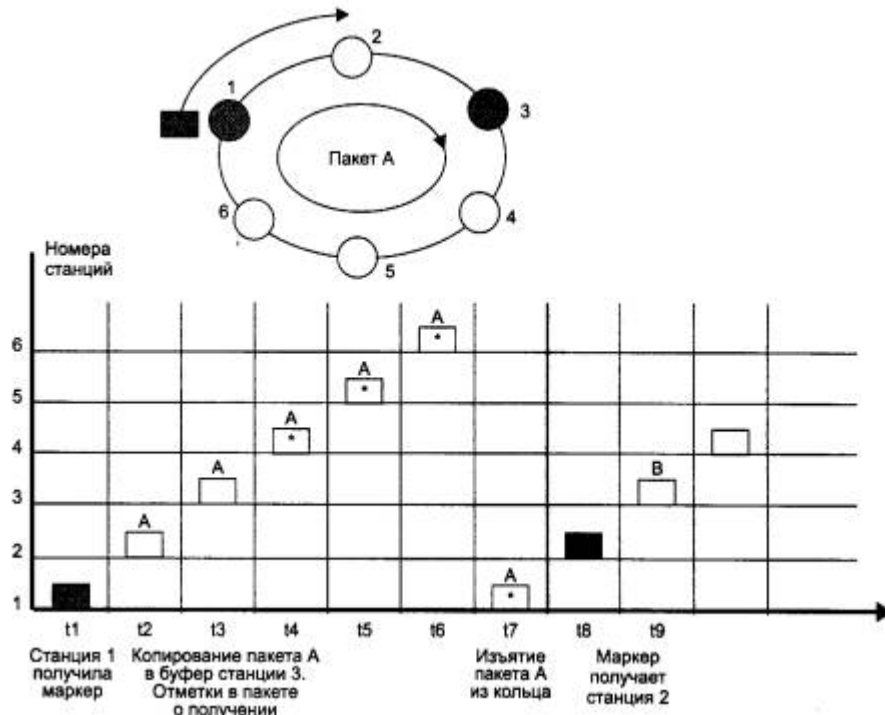 2
1
3
Пакет А
6
4
5
Номера
станций
А
6
*
А
5
*
А
4
*
А
В
3
А
2
А
1
*
t1
t2
t3
t4
t5
t6
t7
t8
t9
Станция 1
получила
маркер
Копирование пакета А
в буфер станции 3.
Отметки в пакете
о получении
Изъятие
пакета А
из кольца
Маркер
получает
станция 2